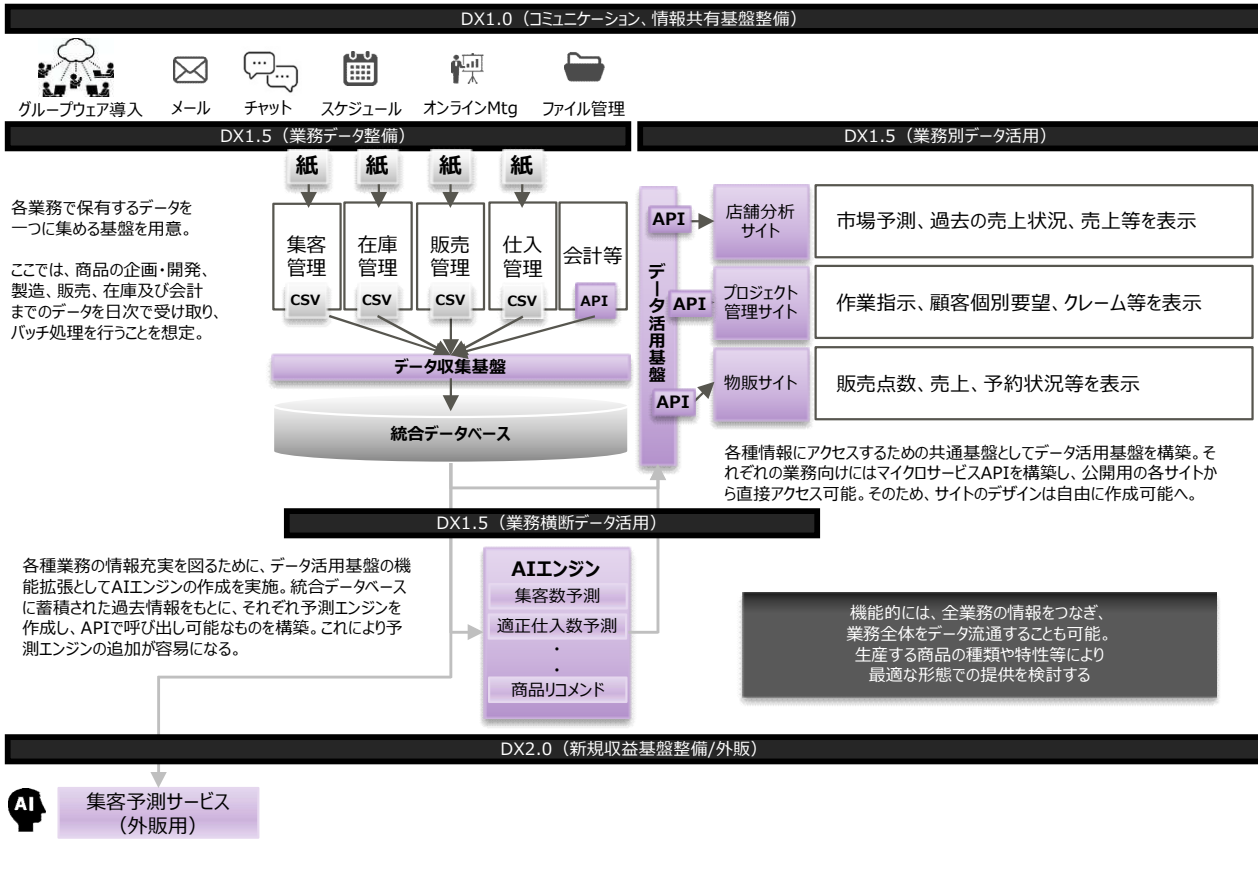 DX1.0（コミュニケーション、情報共有基盤整備）
グループウェア導入
メール
チャット
スケジュール
オンラインMtg
ファイル管理
DX1.5（業務データ整備）
各業務で保有するデータを
一つに集める基盤を用意。
ここでは、商品の企画・開発、
製造、販売、在庫及び会計
までのデータを日次で受け取り、
バッチ処理を行うことを想定。
紙
紙
紙
紙
集客
管理
在庫
管理
販売
管理
仕入
管理
会計等
CSV
CSV
CSV
CSV
API
データ収集基盤
統合データベース
DX1.5（業務別データ活用）
データ活用基盤
API
店舗分析
サイト
市場予測、過去の売上状況、売上等を表示
API
プロジェクト
管理サイト
作業指示、顧客個別要望、クレーム等を表示
API
物販サイト
販売点数、売上、予約状況等を表示
各種情報にアクセスするための共通基盤としてデータ活用基盤を構築。そ
れぞれの業務向けにはマイクロサービスAPIを構築し、公開用の各サイトか
ら直接アクセス可能。そのため、サイトのデザインは自由に作成可能へ。
DX1.5（業務横断データ活用）
各種業務の情報充実を図るために、データ活用基盤の機
能拡張としてAIエンジンの作成を実施。統合データベース
に蓄積された過去情報をもとに、それぞれ予測エンジンを
作成し、APIで呼び出し可能なものを構築。これにより予
測エンジンの追加が容易になる。
AIエンジン
集客数予測
適正仕入数予測
・
・
商品リコメンド
機能的には、全業務の情報をつなぎ、
業務全体をデータ流通することも可能。
生産する商品の種類や特性等により
最適な形態での提供を検討する
DX2.0（新規収益基盤整備/外販）
AI
集客予測サービス
（外販用）